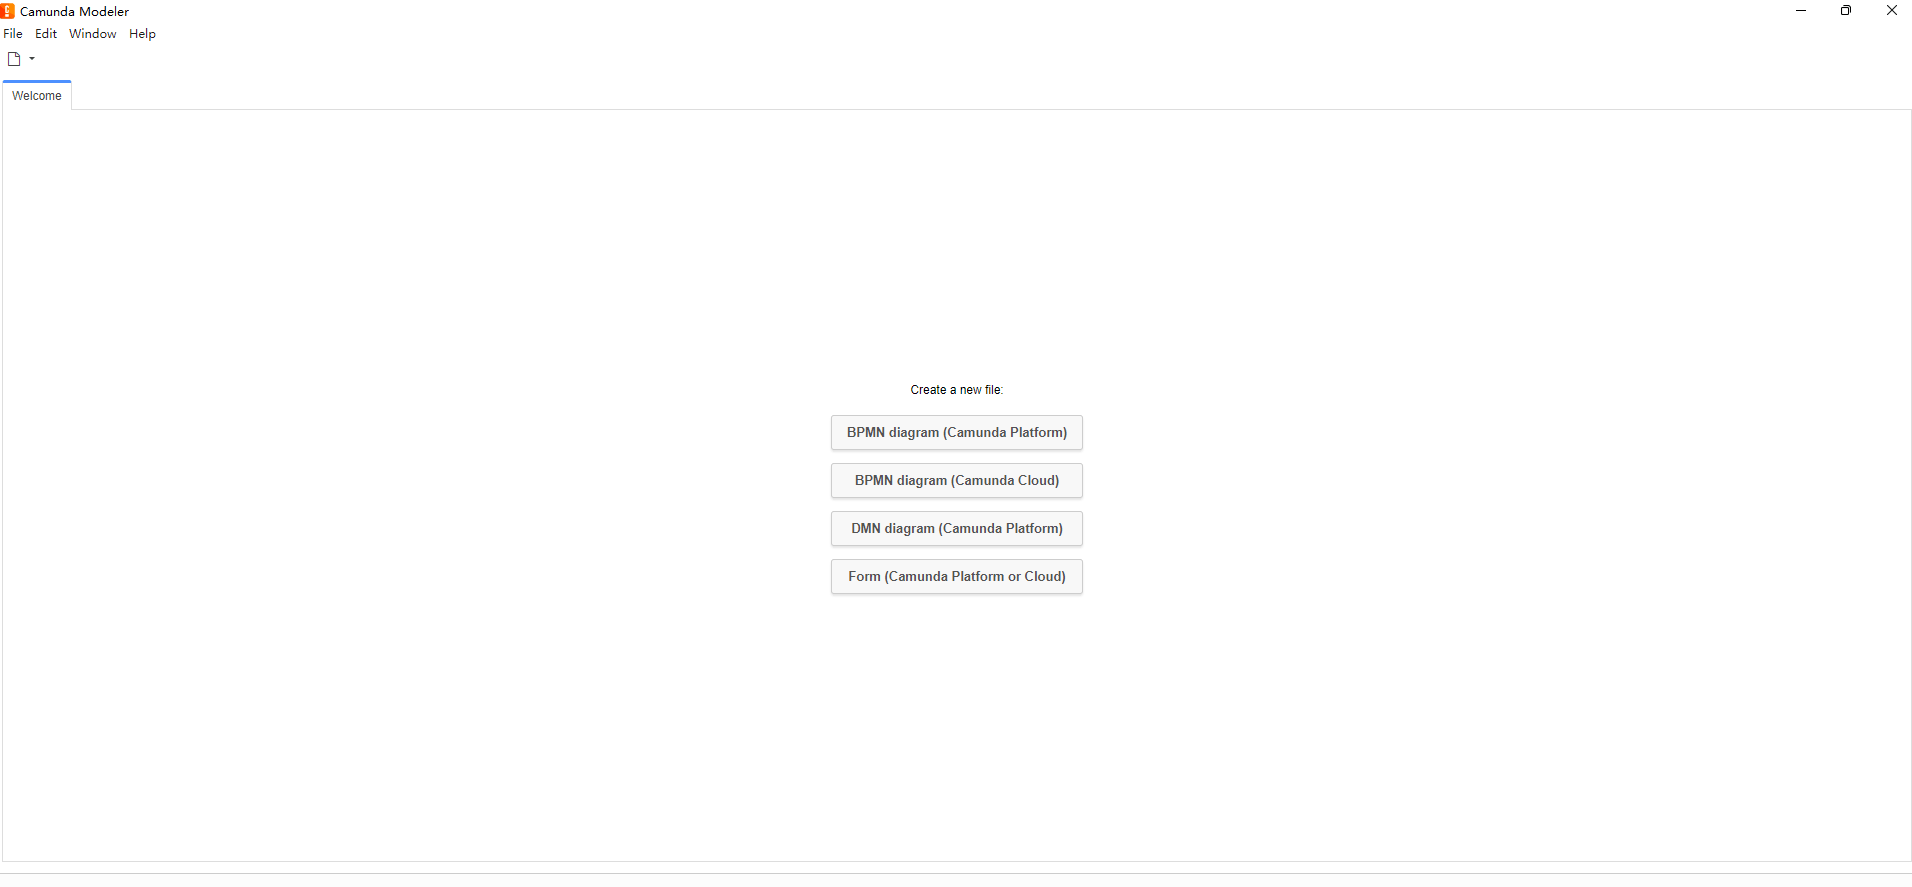 Camunda Modeler
File Edit Window Help
Welcome
Create a new file:
BPMN diagram (Camunda Platform)
BPMN diagram (Camunda Cloud)
DMN diagram (Camunda Platform)
Form (Camunda Platform or Cloud)